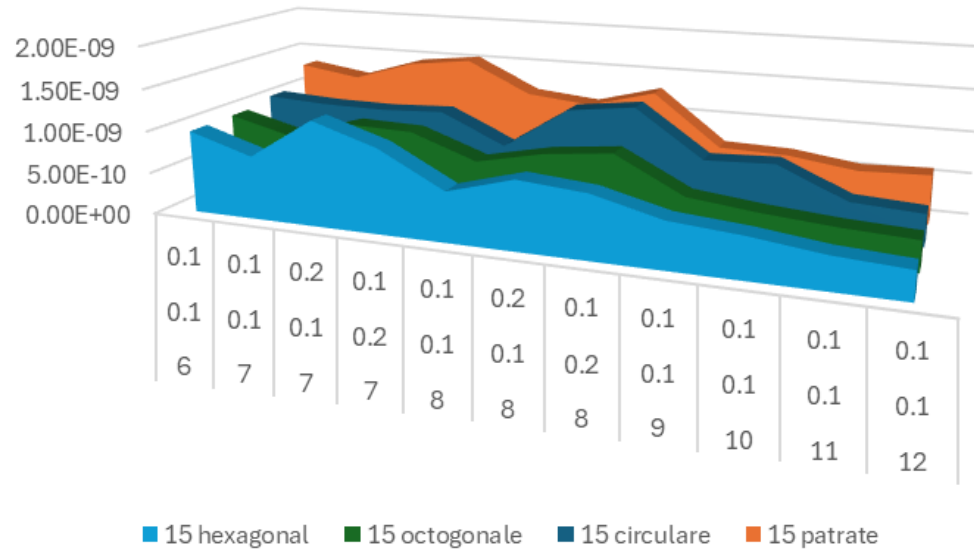 2.00E-09
1.50E-09
1.00E-09
5.00E-10
0.00E+00
0.1 0.1 0.2 0.1 0.1 0.2 0.1 0.1 0.1 0.1 0.1
0.1 0.1 0.1 0.2 0.1 0.1 0.2 0.1 0.1 0.1 0.1
6 7 7 7 8 8 8 9 10 11 12
15 hexagonal 15 octogonale 15 circulare 15 patrate